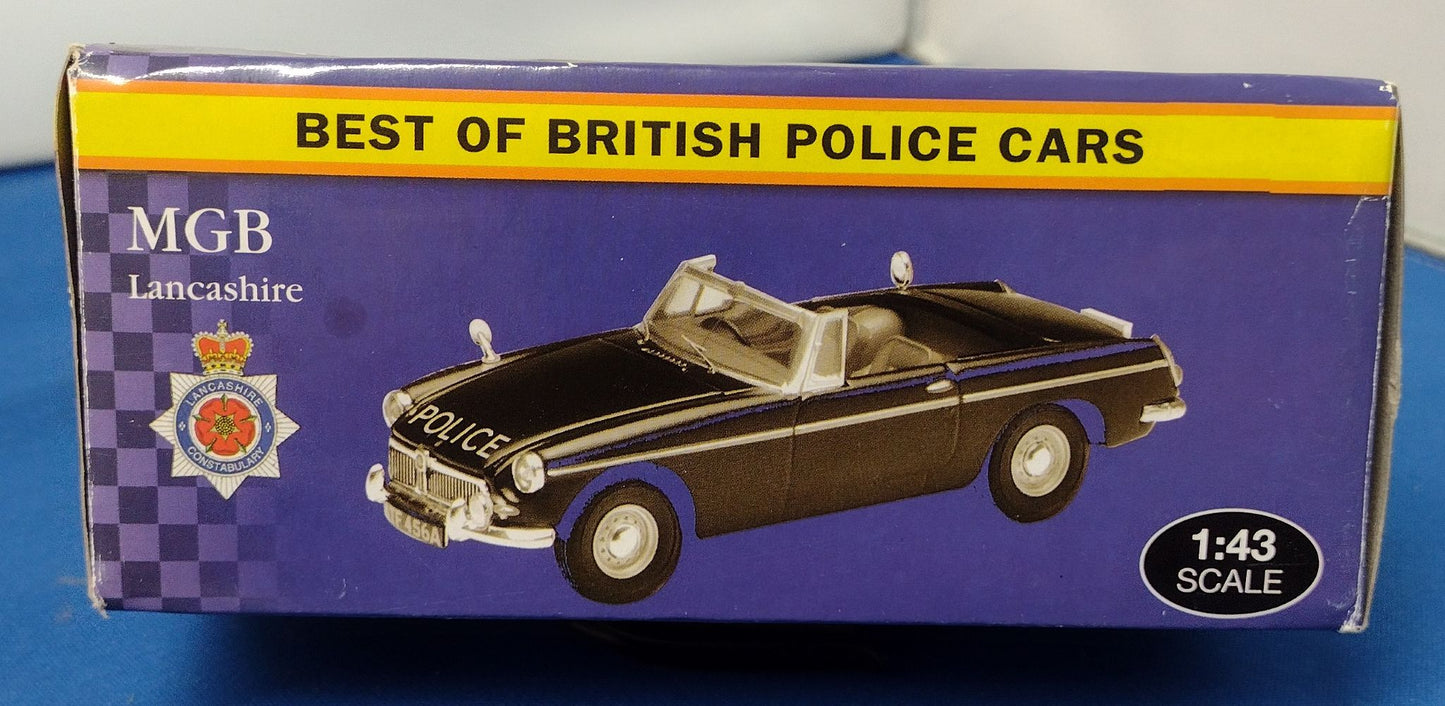 BEST OF BRITISH POLICE CARS
MGB
Lancashire
LANCASHIRE
CONSTABULARY
POLICE
1:43
SCALE